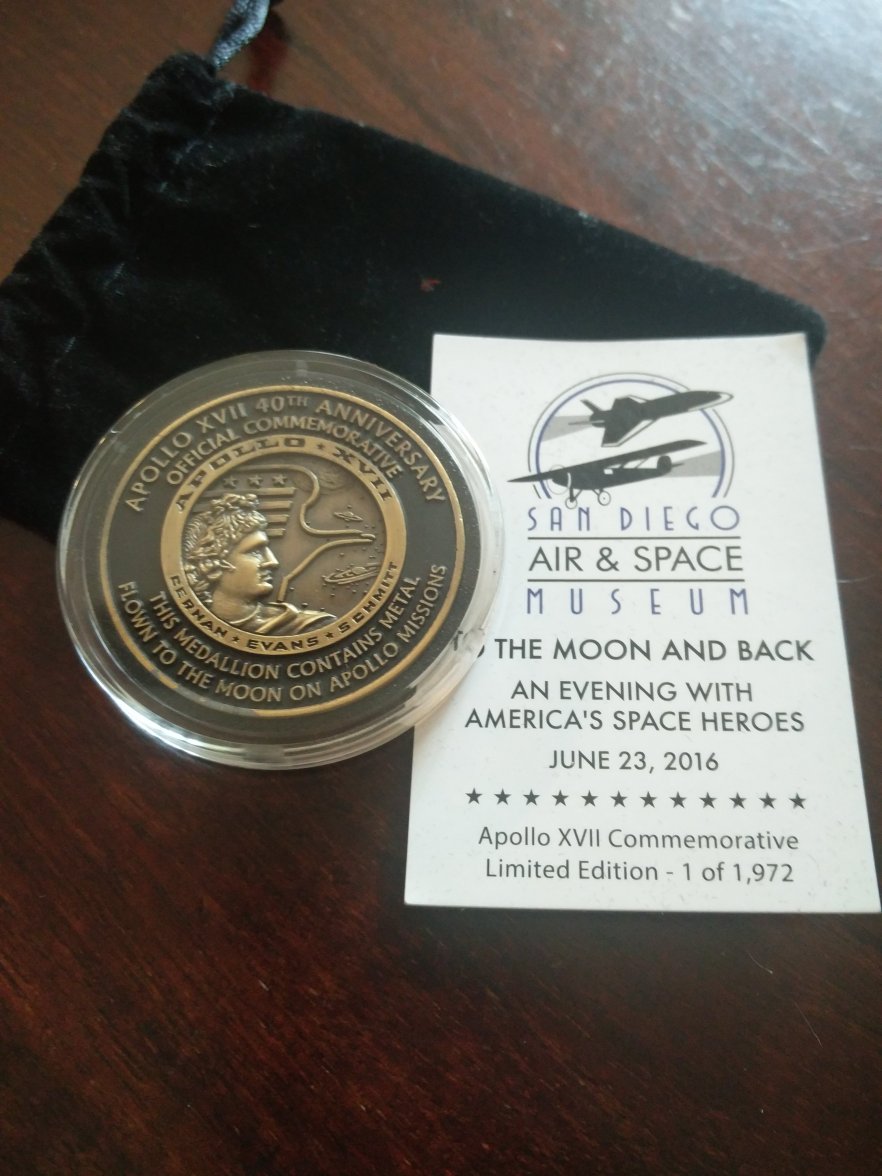 APOLLO XVII 40TH ANNIVERSARY
OFFICIAL COMMEMORATIVE
APOLLO XVII
CERNAN ★ EVANS ★ SCHMITT
THIS MEDALLION CONTAINS METAL
FLOWN TO THE MOON ON APOLLO MISSIONS
SAN DIEGO
AIR & SPACE
MUSEUM
TO THE MOON AND BACK
AN EVENING WITH
AMERICA'S SPACE HEROES
JUNE 23, 2016
★ ★ ★ ★ ★ ★ ★ ★ ★ ★ ★ ★
Apollo XVII Commemorative
Limited Edition - 1 of 1,972